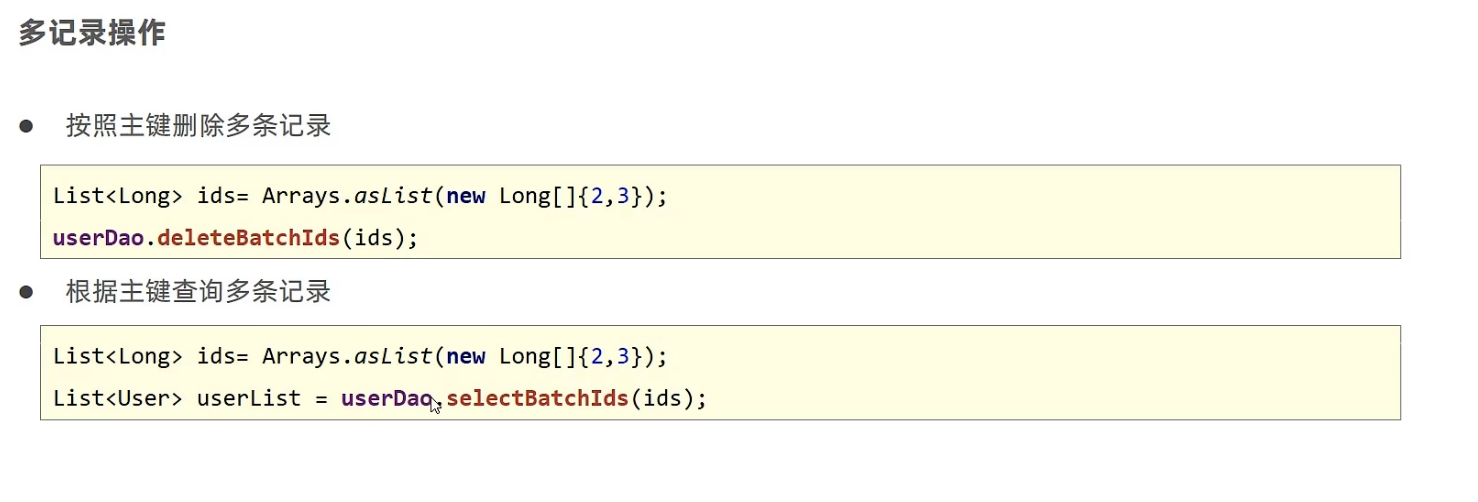 多记录操作
● 按照主键删除多条记录
List<Long> ids= Arrays.asList(new Long[]{2,3});
userDao.deleteBatchIds(ids);
● 根据主键查询多条记录
List<Long> ids= Arrays.asList(new Long[]{2,3});
List<User> userList = userDao.selectBatchIds(ids);